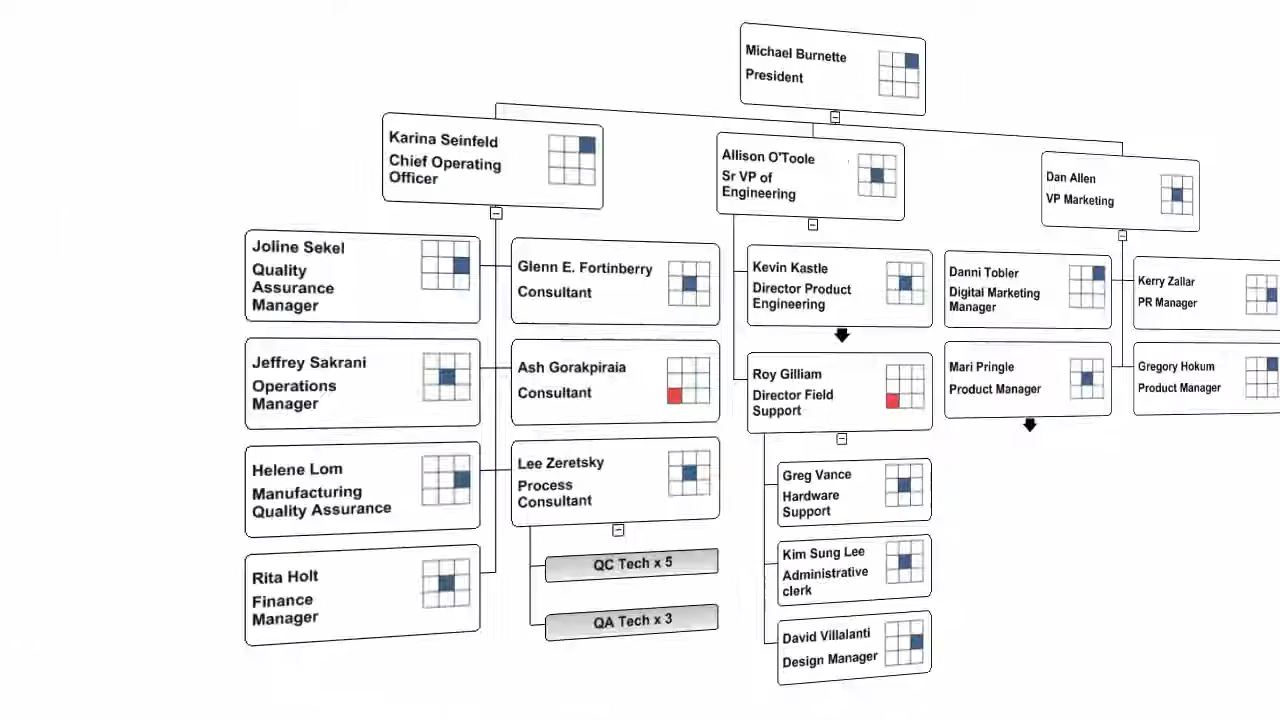 Michael Burnette
President
Karina Seinfeld
Chief Operating
Officer
Allison O'Toole
Sr VP of
Engineering
Dan Allen
VP Marketing
Joline Sekel
Quality
Assurance
Manager
Glenn E. Fortinberry
Consultant
Jeffrey Sakrani
Operations
Manager
Ash Gorakpiraia
Consultant
Helene Lom
Manufacturing
Quality Assurance
Lee Zeretsky
Process
Consultant
Rita Holt
Finance
Manager
QC Tech x 5
QA Tech x 3
Kevin Kastle
Director Product
Engineering
Roy Gilliam
Director Field
Support
Greg Vance
Hardware
Support
Kim Sung Lee
Administrative
clerk
David Villalanti
Design Manager
Danni Tobler
Digital Marketing
Manager
Kerry Zallar
PR Manager
Mari Pringle
Product Manager
Gregory Hokum
Product Manager